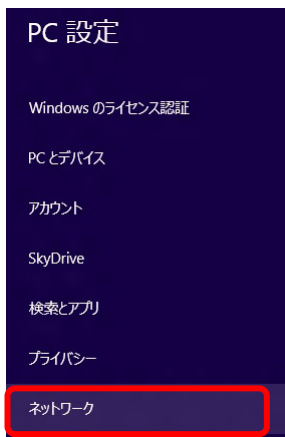 PC 設定
Windows のライセンス認証
PC とデバイス
アカウント
SkyDrive
検索とアプリ
プライバシー
ネットワーク